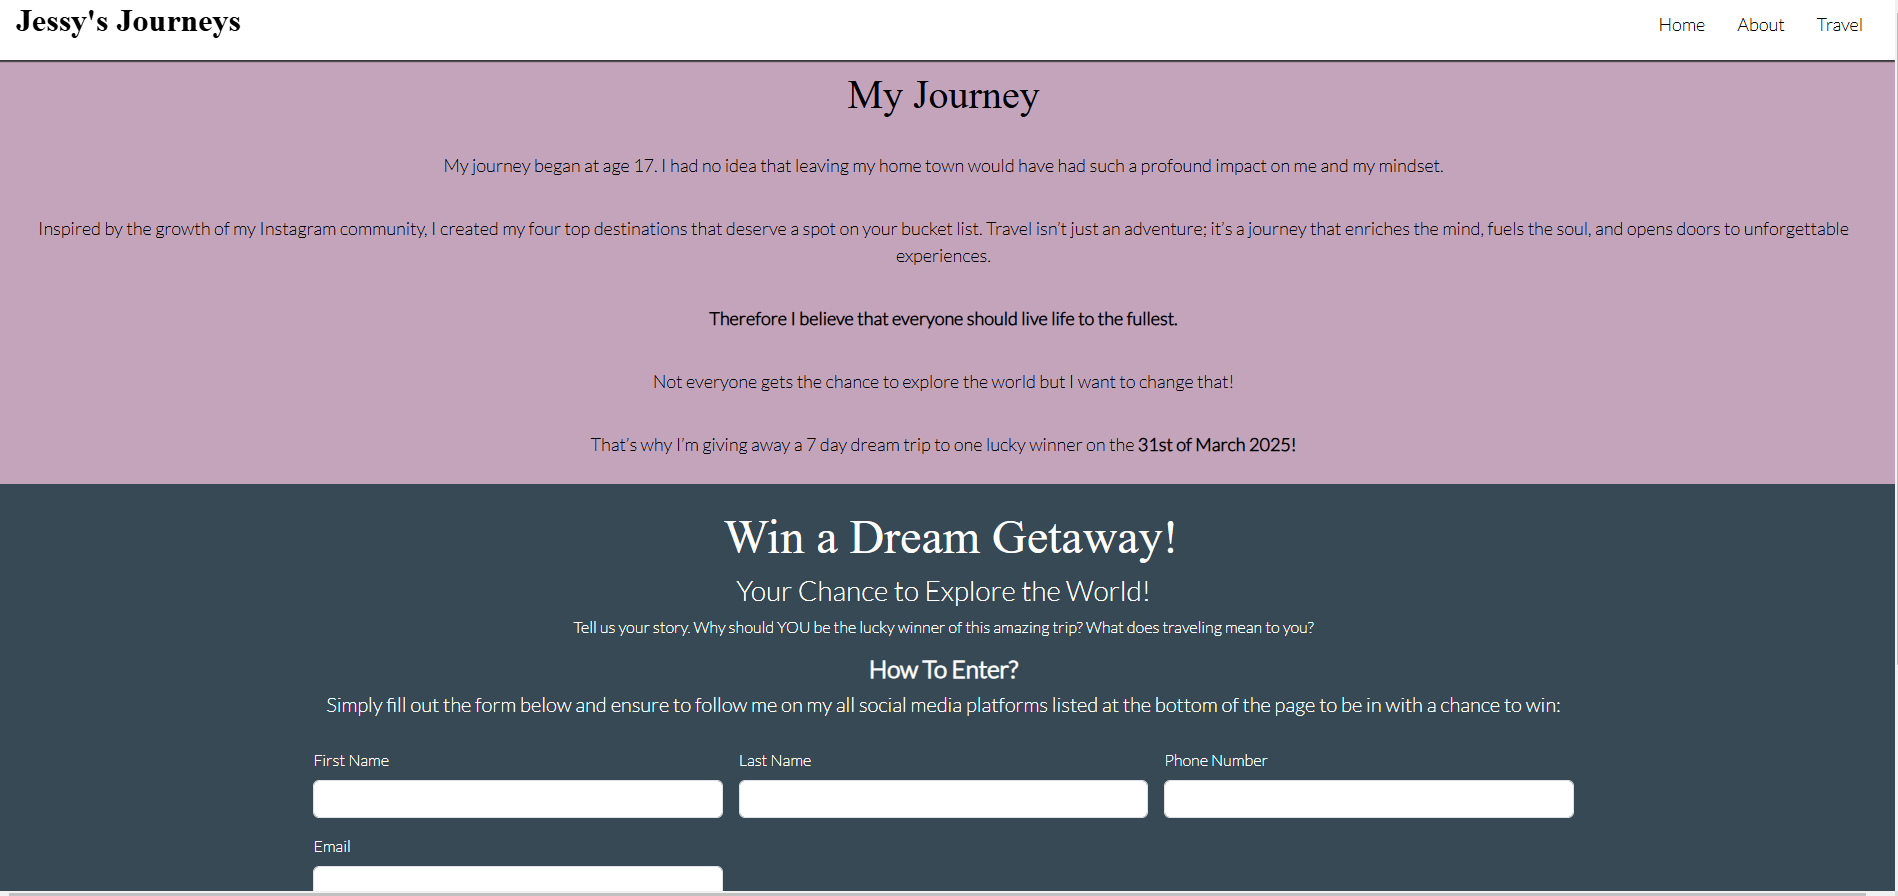 Jessy's Journeys
Home About Travel
My Journey
My journey began at age 17. I had no idea that leaving my home town would have had such a profound impact on me and my mindset.
Inspired by the growth of my Instagram community, I created my four top destinations that deserve a spot on your bucket list. Travel isn’t just an adventure; it’s a journey that enriches the mind, fuels the soul, and opens doors to unforgettable
experiences.
Therefore I believe that everyone should live life to the fullest.
Not everyone gets the chance to explore the world but I want to change that!
That’s why I’m giving away a 7 day dream trip to one lucky winner on the 31st of March 2025!
Win a Dream Getaway!
Your Chance to Explore the World!
Tell us your story. Why should YOU be the lucky winner of this amazing trip? What does traveling mean to you?
How To Enter?
Simply fill out the form below and ensure to follow me on my all social media platforms listed at the bottom of the page to be in with a chance to win:
First Name Last Name Phone Number
Email